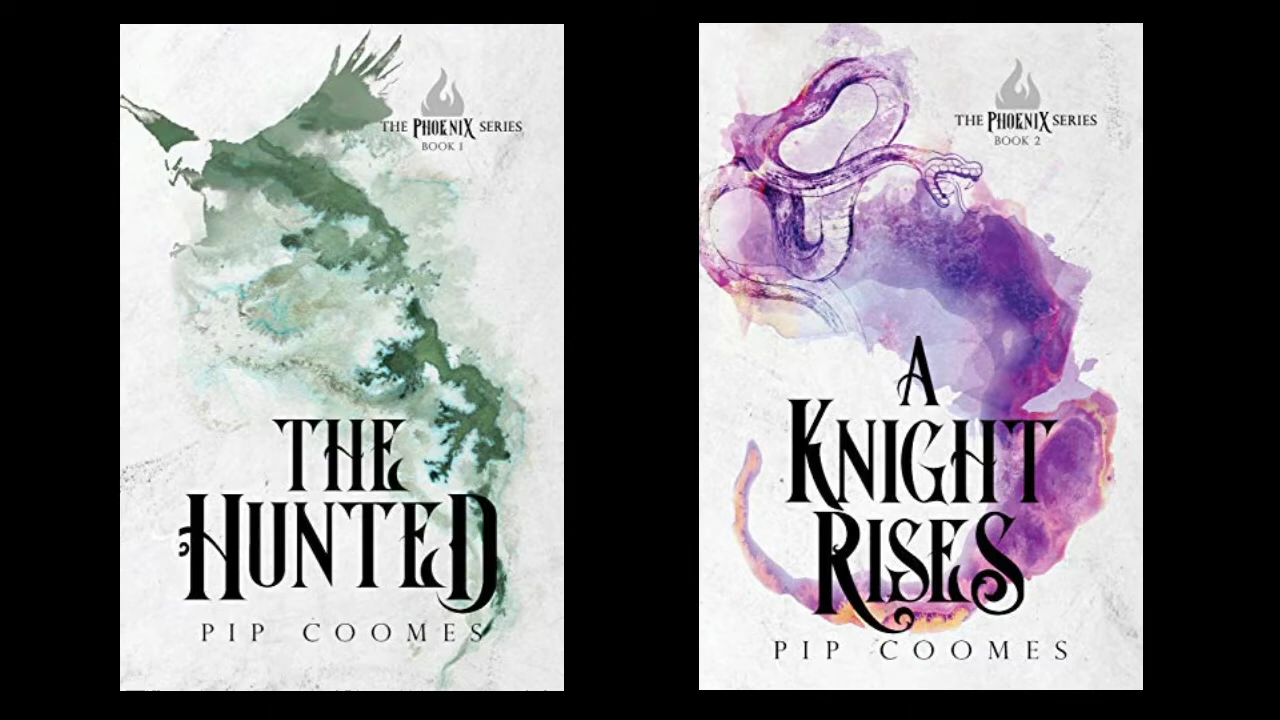 THE PHOENIX SERIES
BOOK 1
THE
HUNTED
PIP COOMES
THE PHOENIX SERIES
BOOK 2
A
KNIGHT
RISES
PIP COOMES